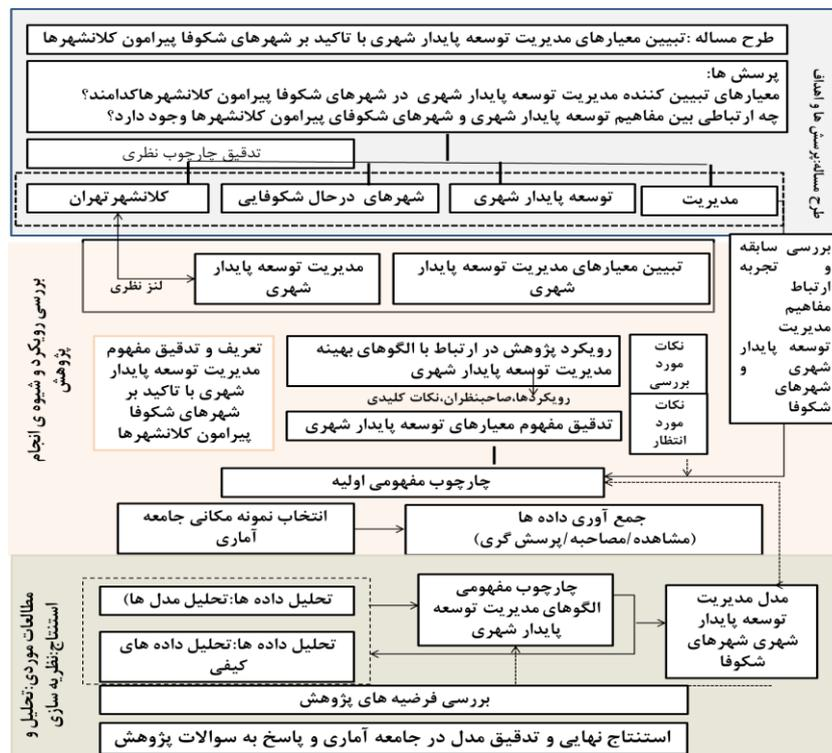 طرح مساله :تبیین معیارهای مدیریت توسعه پایدار شهری با تاکید بر شهرهای شکوفا پیرامون کلانشهرها
پرسش ها:
معیارهای تبیین کننده مدیریت توسعه پایدار شهری در شهرهای شکوفا پیرامون کلانشهرهاکدامند؟
چه ارتباطی بین مفاهیم توسعه پایدار شهری و شهرهای شکوفای پیرامون کلانشهرها وجود دارد؟
طرح مساله:پرسش ها و اهداف
تدقیق چارچوب نظری
مدیریت
توسعه پایدار شهری
شهرهای درحال شکوفایی
کلانشهرتهران
بررسی سابقه
و تجربه
ارتباط
مفاهیم
مدیریت
توسعه پایدار
شهری و
شهرهای
شکوفا
تبیین معیارهای مدیریت توسعه پایدار
شهری
مدیریت توسعه پایدار
شهری
لنز نظری
بررسی رویکرد و شیوه ی انجام
پژوهش
نکات
مورد
بررسی
نکات
مورد
انتظار
رویکرد پژوهش در ارتباط با الگوهای بهینه
مدیریت توسعه پایدار شهری
رویکردها،صاحبنظران،نکات کلیدی
تدقیق مفهوم معیارهای توسعه پایدار شهری
تعریف و تدقیق مفهوم
مدیریت توسعه پایدار
شهری با تاکید بر
شهرهای شکوفا
پیرامون کلانشهرها
چارچوب مفهومی اولیه
انتخاب نمونه مکانی جامعه
آماری
جمع آوری داده ها
(مشاهده/مصاحبه/پرسش گری)
مطالعات موردی:تحلیل و
استنتاج:نظریه سازی
تحلیل داده ها:تحلیل مدل ها)
تحلیل داده ها:تحلیل داده های
کیفی
چارچوب مفهومی
الگوهای مدیریت توسعه
پایدار شهری
مدل مدیریت
توسعه پایدار
شهری شهرهای
شکوفا
بررسی فرضیه های پژوهش
استنتاج نهایی و تدقیق مدل در جامعه آماری و پاسخ به سوالات پژوهش